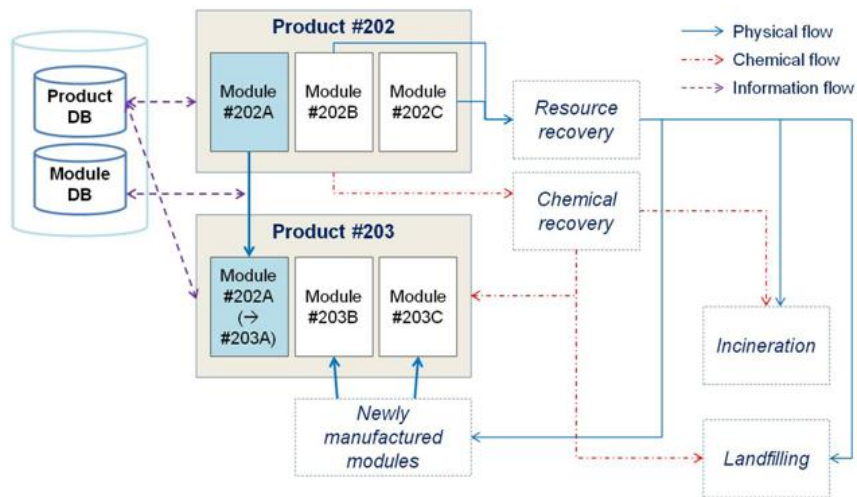 Product #202
Module
#202A
Module
#202B
Module
#202C
Product
DB
Module
DB
Physical flow
Chemical flow
Information flow
Resource
recovery
Chemical
recovery
Product #203
Module
#202A
(→
#203A)
Module
#203B
Module
#203C
Incineration
Newly
manufactured
modules
Landfilling